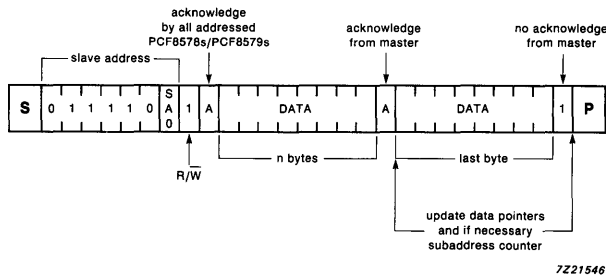 acknowledge
by all addressed
PCF8578s/PCF8579s
acknowledge
from master
no acknowledge
from master
slave address
S 0 1 1 1 1 0 S A 0 1 A DATA A DATA 1 P
R/W̅
n bytes
last byte
update data pointers
and if necessary
subaddress counter
7Z21546